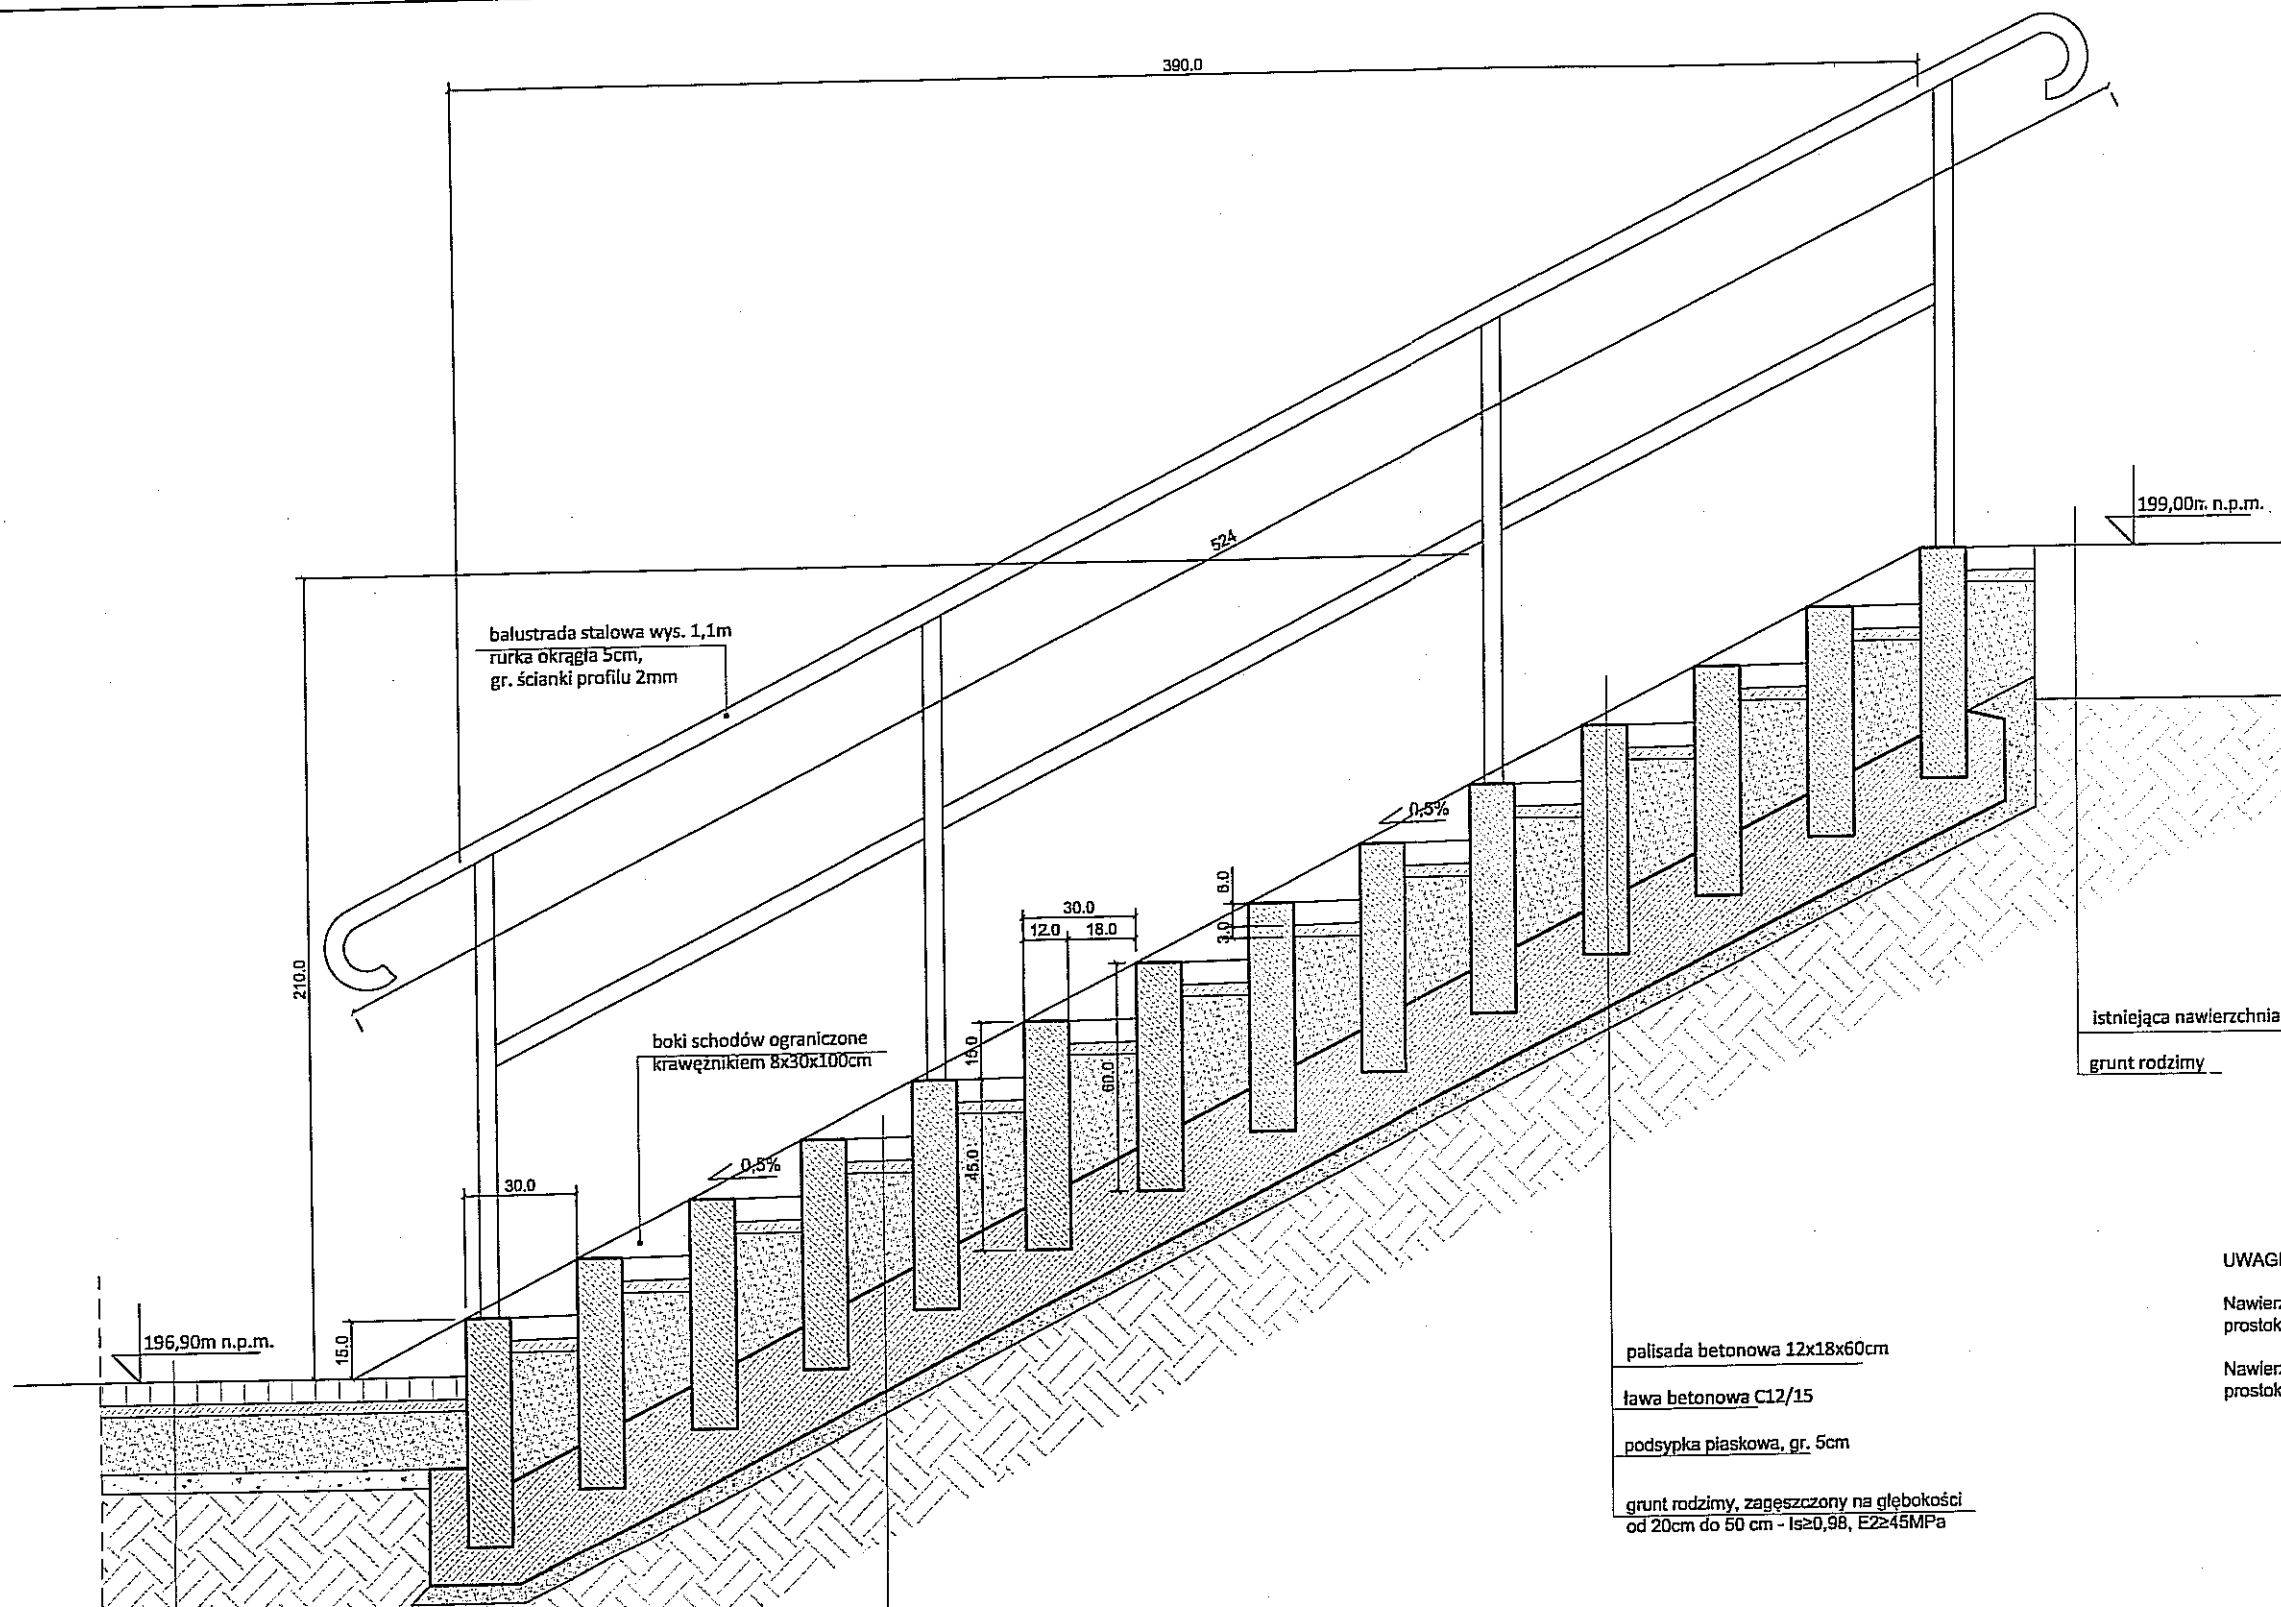 390.0
199,00m n.p.m.
524
balustrada stalowa wys. 1,1m
rurka okrągła 5cm,
gr. ścianki profilu 2mm
0,5%
6.0
3.0
30.0
12.0
18.0
210.0
istniejąca nawierzchnia
boki schodów ograniczone
krawężnikiem 8x30x100cm
15.0
60.0
grunt rodzimy
45.0
0,5%
30.0
UWAGI
Nawierz
prostok
196,90m n.p.m.
15.0
palisada betonowa 12x18x60cm
Nawierz
prostok
ława betonowa C12/15
podsypka piaskowa, gr. 5cm
grunt rodzimy, zagęszczony na głębokości
od 20cm do 50 cm - Is≥0,98, E2≥45MPa